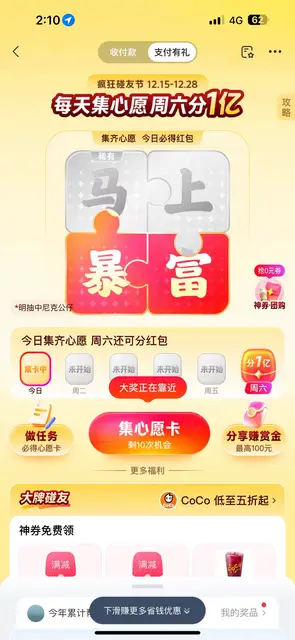 2:10
4G
62
收付款
支付有礼
疯狂碰友节 12.15-12.28
每天集心愿 周六分1亿
攻略
集齐心愿 今日必得红包
稀有
马上
暴富
*明抽中尼克公仔
抢0元券
神券·团购
今日集齐心愿 周六还可分红包
集卡中
未开始
未开始
未开始
分1亿
今日
周二
周五
周六
大奖正在靠近
做任务
必得心愿卡
集心愿卡
剩10次机会
分享赚赏金
最高100元
更多福利
大牌碰友
CoCo 低至五折起
神券免费领
满减
满减
今年累计
下滑赚更多省钱优惠
我的奖品